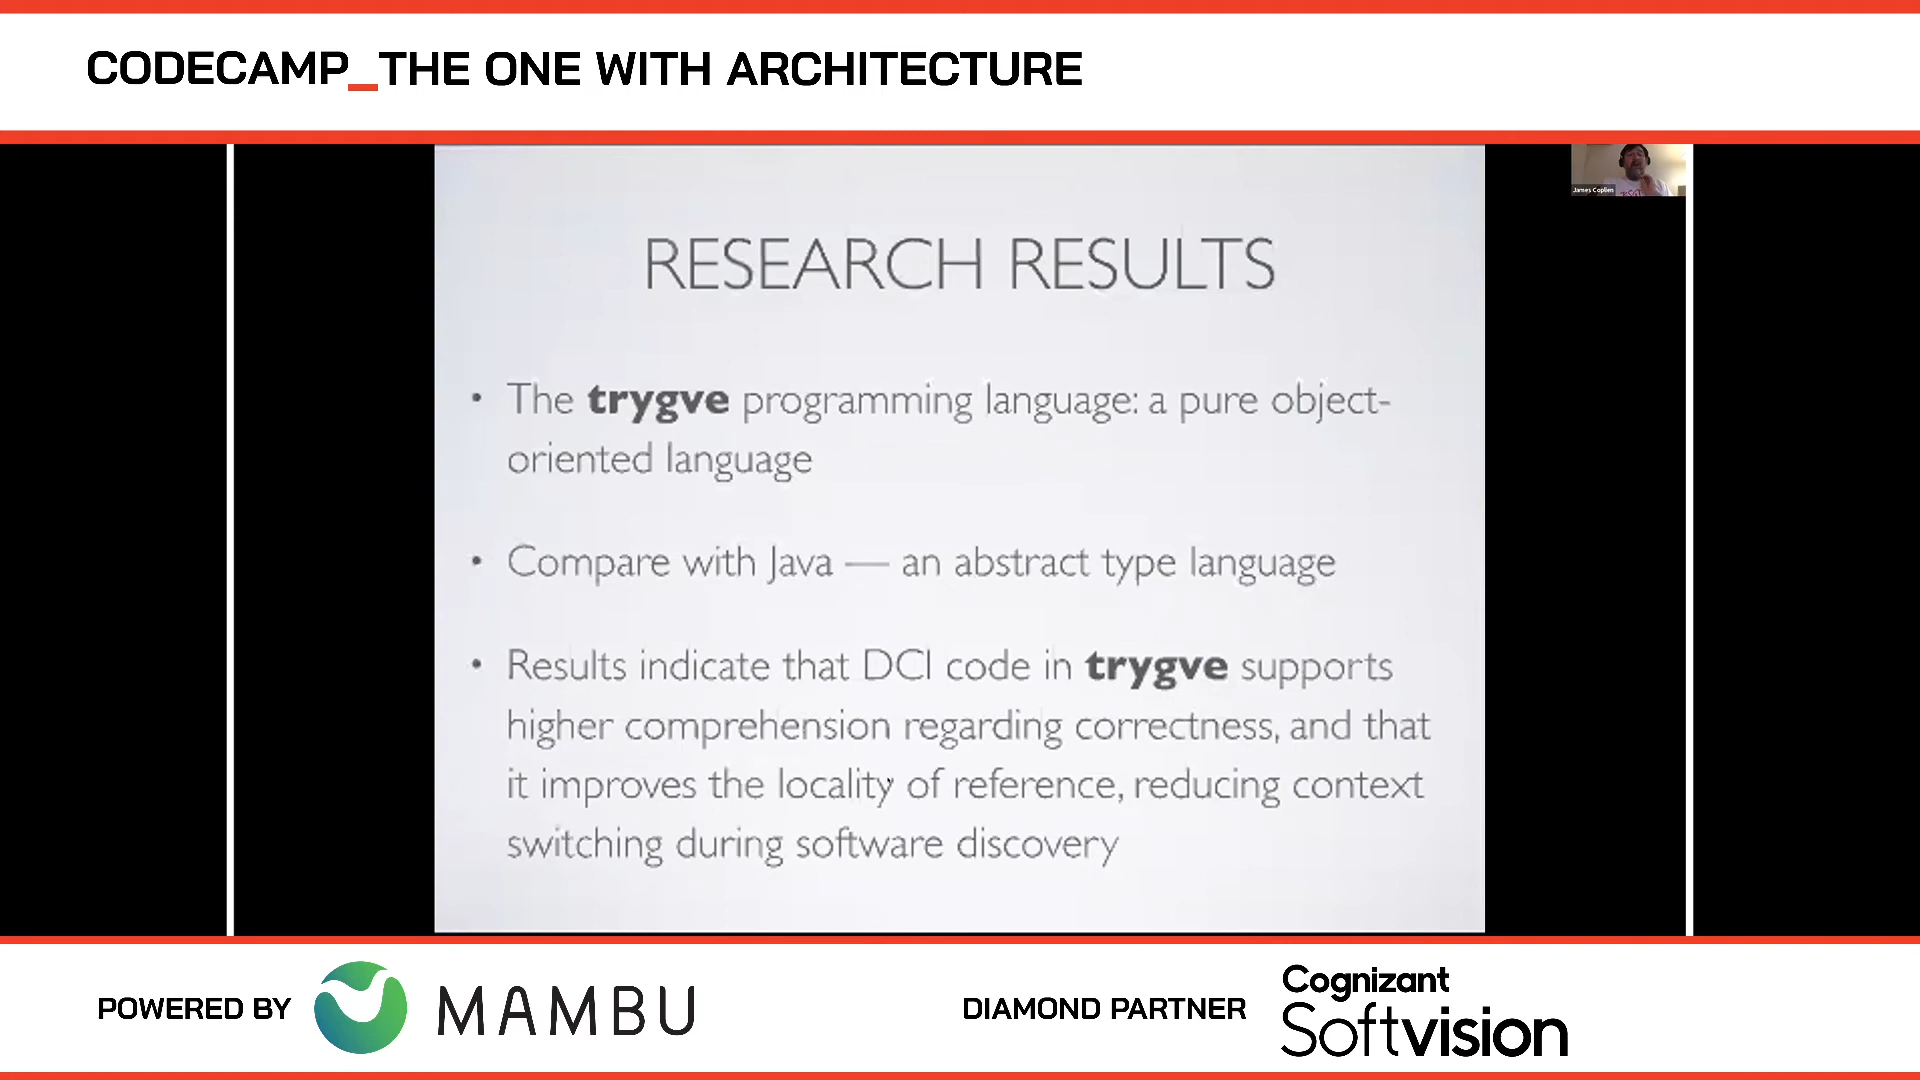 CODECAMP_THE ONE WITH ARCHITECTURE
James Coplien
RESEARCH RESULTS
• The trygve programming language: a pure object-
oriented language
• Compare with Java — an abstract type language
• Results indicate that DCI code in trygve supports
higher comprehension regarding correctness, and that
it improves the locality of reference, reducing context
switching during software discovery
POWERED BY
MAMBU
DIAMOND PARTNER
Cognizant
Softvision